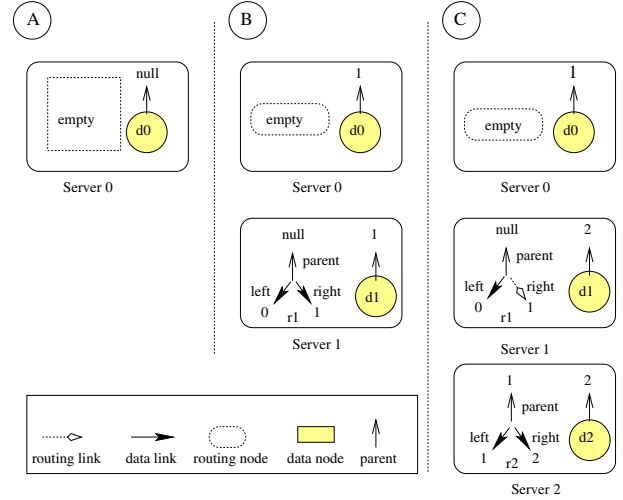 A
B
C
null
empty
d0
Server 0
1
empty
d0
Server 0
1
empty
d0
Server 0
null
1
parent
left
right
0
r1
1
d1
Server 1
null
2
parent
left
right
0
r1
1
d1
Server 1
1
2
parent
left
right
1
r2
2
d2
Server 2
routing link
data link
routing node
data node
parent